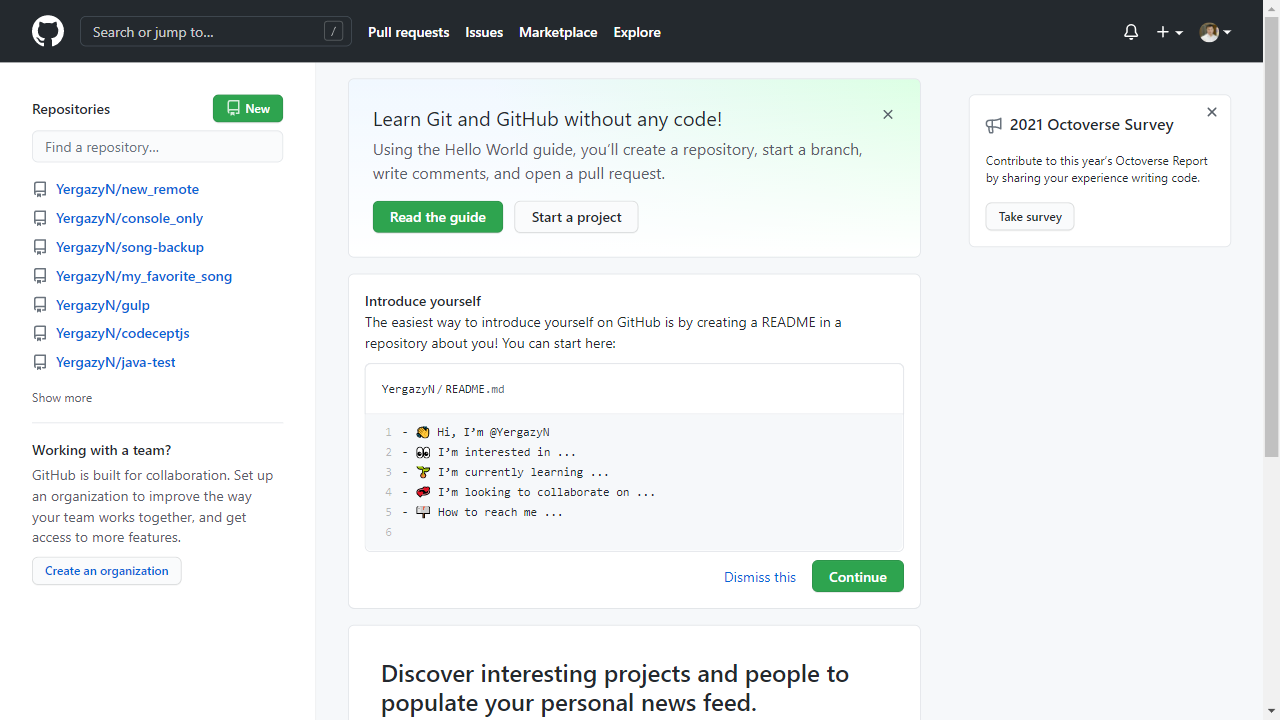 Search or jump to... /
Pull requests Issues Marketplace Explore
Repositories
New
Find a repository...
YergazyN/new_remote
YergazyN/console_only
YergazyN/song-backup
YergazyN/my_favorite_song
YergazyN/gulp
YergazyN/codeceptjs
YergazyN/java-test
Show more
Working with a team?
GitHub is built for collaboration. Set up
an organization to improve the way
your team works together, and get
access to more features.
Create an organization
Learn Git and GitHub without any code!
Using the Hello World guide, you’ll create a repository, start a branch,
write comments, and open a pull request.
Read the guide Start a project
Introduce yourself
The easiest way to introduce yourself on GitHub is by creating a README in a
repository about you! You can start here:
YergazyN / README.md
1 - 👋 Hi, I’m @YergazyN
2 - 👀 I’m interested in ...
3 - 🌱 I’m currently learning ...
4 - 💞️ I’m looking to collaborate on ...
5 - 📫 How to reach me ...
6
Dismiss this Continue
Discover interesting projects and people to
populate your personal news feed.
2021 Octoverse Survey
Contribute to this year’s Octoverse Report
by sharing your experience writing code.
Take survey